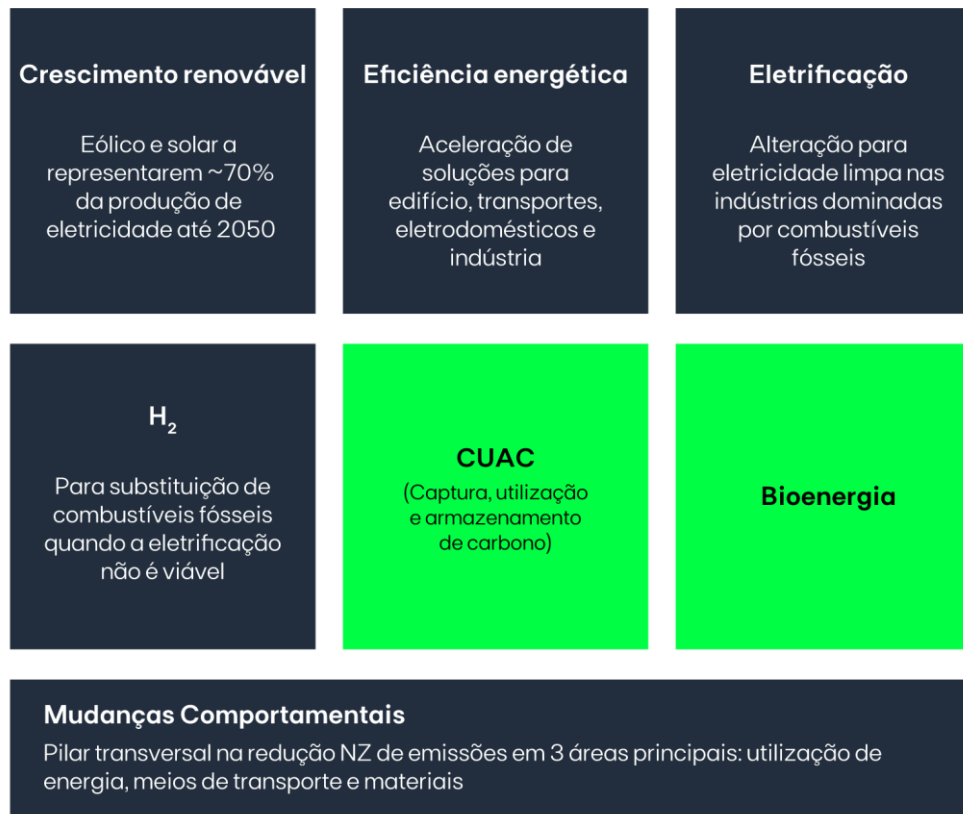 Crescimento renovável
Eólico e solar a
representarem ~70%
da produção de
eletricidade até 2050
Eficiência energética
Aceleração de
soluções para
edifício, transportes,
eletrodomésticos e
indústria
Eletrificação
Alteração para
eletricidade limpa nas
indústrias dominadas
por combustíveis
fósseis
H₂
Para substituição de
combustíveis fósseis
quando a eletrificação
não é viável
CUAC
(Captura, utilização
e armazenamento
de carbono)
Bioenergia
Mudanças Comportamentais
Pilar transversal na redução NZ de emissões em 3 áreas principais: utilização de
energia, meios de transporte e materiais